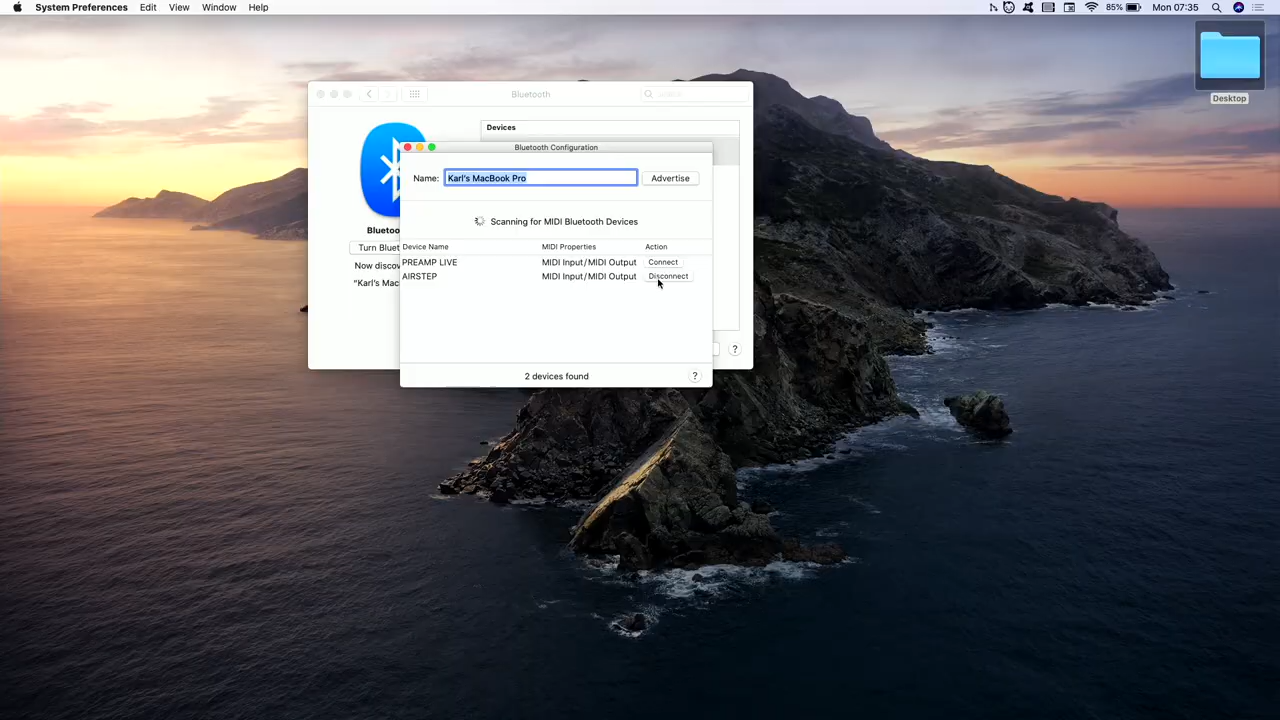 System Preferences Edit View Window Help 85% Mon 07:35
Desktop
Bluetooth
Devices
Bluetooth Configuration
Name: Karl's MacBook Pro Advertise
Scanning for MIDI Bluetooth Devices
Device Name MIDI Properties Action
PREAMP LIVE MIDI Input/MIDI Output Connect
AIRSTEP MIDI Input/MIDI Output Disconnect
2 devices found ?
Bluetoo
Turn Bluet
Now discov
"Karl's Mac
?